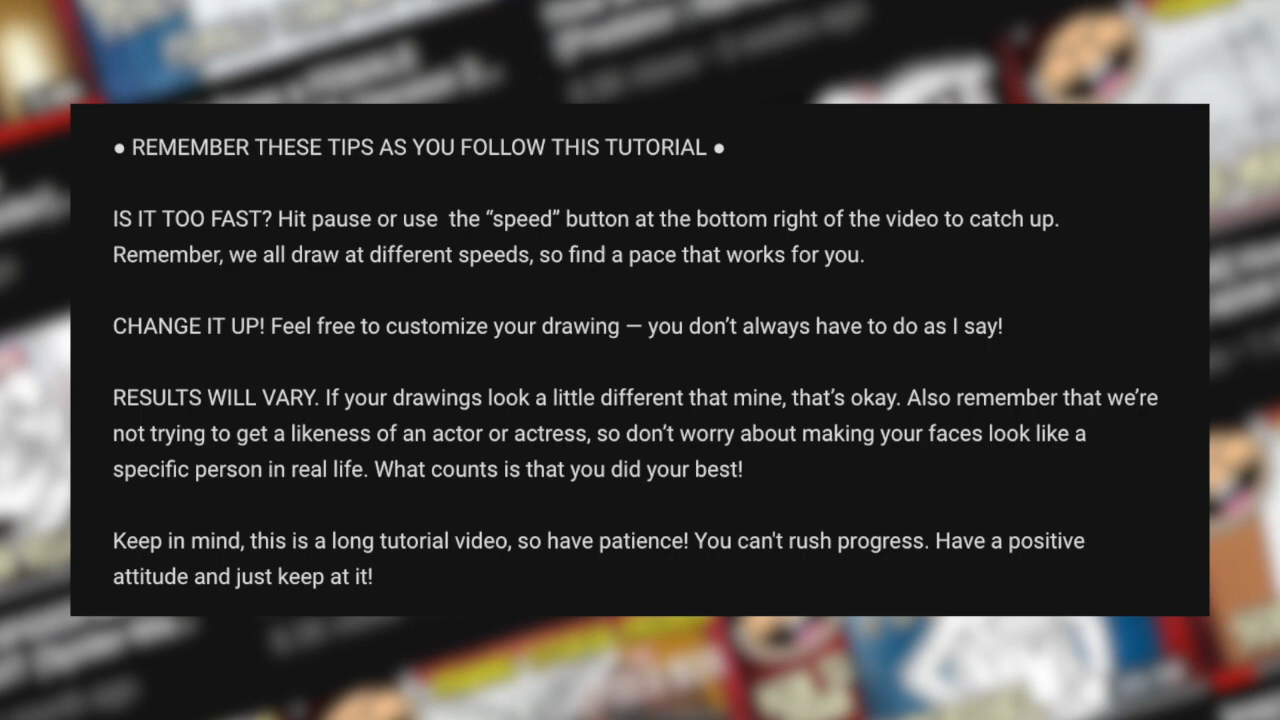 ● REMEMBER THESE TIPS AS YOU FOLLOW THIS TUTORIAL ●
IS IT TOO FAST? Hit pause or use  the “speed” button at the bottom right of the video to catch up.
Remember, we all draw at different speeds, so find a pace that works for you.
CHANGE IT UP! Feel free to customize your drawing — you don’t always have to do as I say!
RESULTS WILL VARY. If your drawings look a little different that mine, that’s okay. Also remember that we’re
not trying to get a likeness of an actor or actress, so don’t worry about making your faces look like a
specific person in real life. What counts is that you did your best!
Keep in mind, this is a long tutorial video, so have patience! You can't rush progress. Have a positive
attitude and just keep at it!